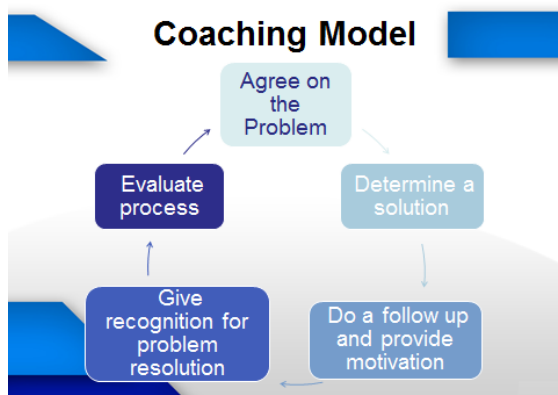 Coaching Model
Agree on
the
Problem
Determine a
solution
Do a follow up
and provide
motivation
Give
recognition for
problem
resolution
Evaluate
process